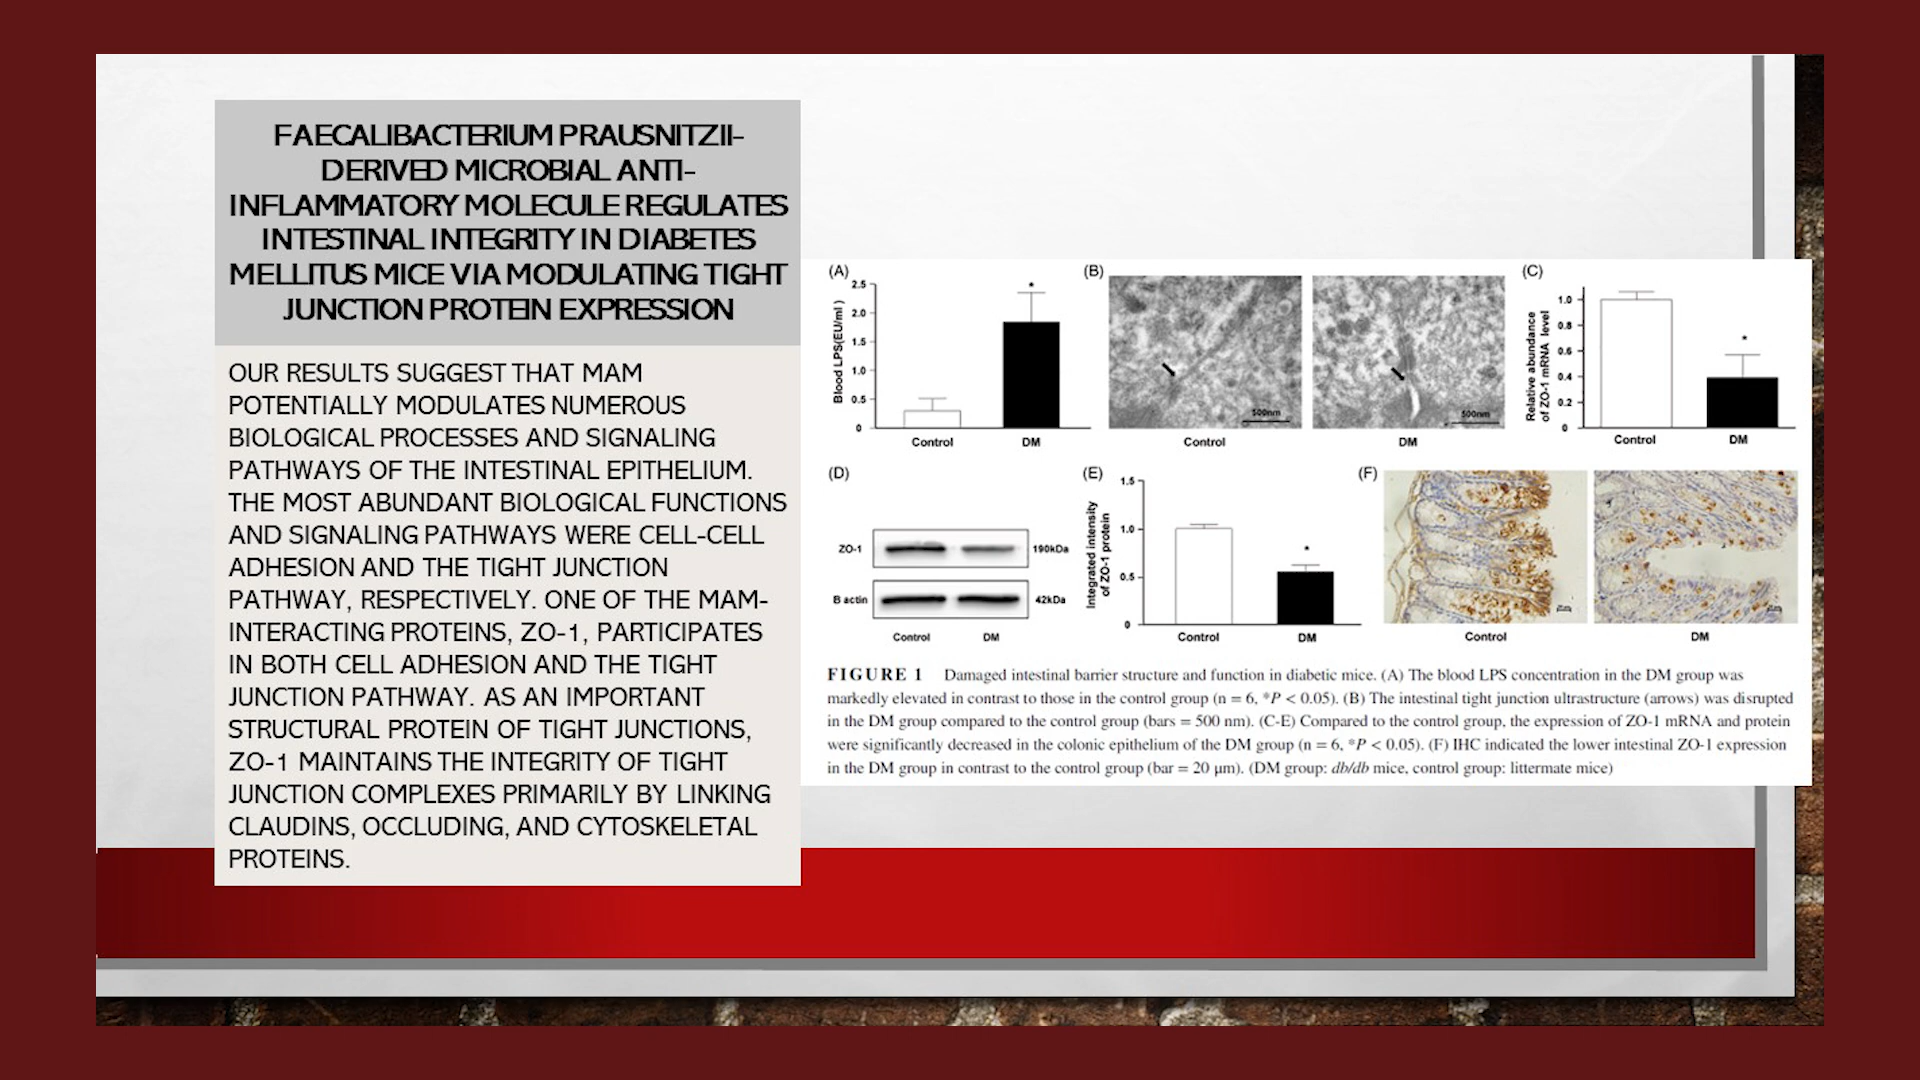 FAECALIBACTERIUM PRAUSNITZII-
DERIVED MICROBIAL ANTI-
INFLAMMATORY MOLECULE REGULATES
INTESTINAL INTEGRITY IN DIABETES
MELLITUS MICE VIA MODULATING TIGHT
JUNCTION PROTEIN EXPRESSION
OUR RESULTS SUGGEST THAT MAM
POTENTIALLY MODULATES NUMEROUS
BIOLOGICAL PROCESSES AND SIGNALING
PATHWAYS OF THE INTESTINAL EPITHELIUM.
THE MOST ABUNDANT BIOLOGICAL FUNCTIONS
AND SIGNALING PATHWAYS WERE CELL-CELL
ADHESION AND THE TIGHT JUNCTION
PATHWAY, RESPECTIVELY. ONE OF THE MAM-
INTERACTING PROTEINS, ZO-1, PARTICIPATES
IN BOTH CELL ADHESION AND THE TIGHT
JUNCTION PATHWAY. AS AN IMPORTANT
STRUCTURAL PROTEIN OF TIGHT JUNCTIONS,
ZO-1 MAINTAINS THE INTEGRITY OF TIGHT
JUNCTION COMPLEXES PRIMARILY BY LINKING
CLAUDINS, OCCLUDING, AND CYTOSKELETAL
PROTEINS.
(A)
Blood LPS(EU/ml)
2.5
2.0
1.5
1.0
0.5
0
*
Control DM
(B)
500nm
500nm
Control DM
(C)
Relative abundance
of ZO-1 mRNA level
1.0
0.8
0.6
0.4
0.2
0
*
Control DM
(D)
ZO-1 190kDa
B actin 42kDa
Control DM
(E)
Integrated intensity
of ZO-1 protein
1.5
1.0
0.5
0
*
Control DM
(F)
Control DM
FIGURE 1 Damaged intestinal barrier structure and function in diabetic mice. (A) The blood LPS concentration in the DM group was
markedly elevated in contrast to those in the control group (n = 6, *P < 0.05). (B) The intestinal tight junction ultrastructure (arrows) was disrupted
in the DM group compared to the control group (bars = 500 nm). (C-E) Compared to the control group, the expression of ZO-1 mRNA and protein
were significantly decreased in the colonic epithelium of the DM group (n = 6, *P < 0.05). (F) IHC indicated the lower intestinal ZO-1 expression
in the DM group in contrast to the control group (bar = 20 μm). (DM group: db/db mice, control group: littermate mice)